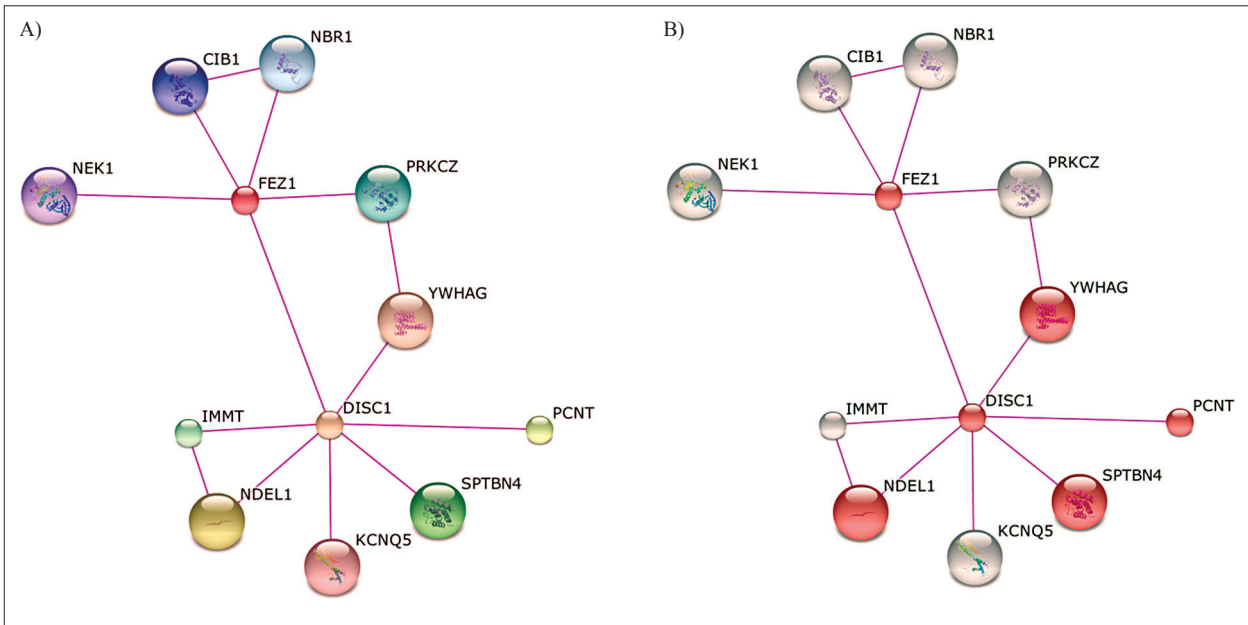 A)
NBR1
CIB1
NEK1
PRKCZ
FEZ1
YWHAG
DISC1
IMMT
PCNT
NDEL1
SPTBN4
KCNQ5
B)
NBR1
CIB1
NEK1
PRKCZ
FEZ1
YWHAG
DISC1
IMMT
PCNT
NDEL1
SPTBN4
KCNQ5